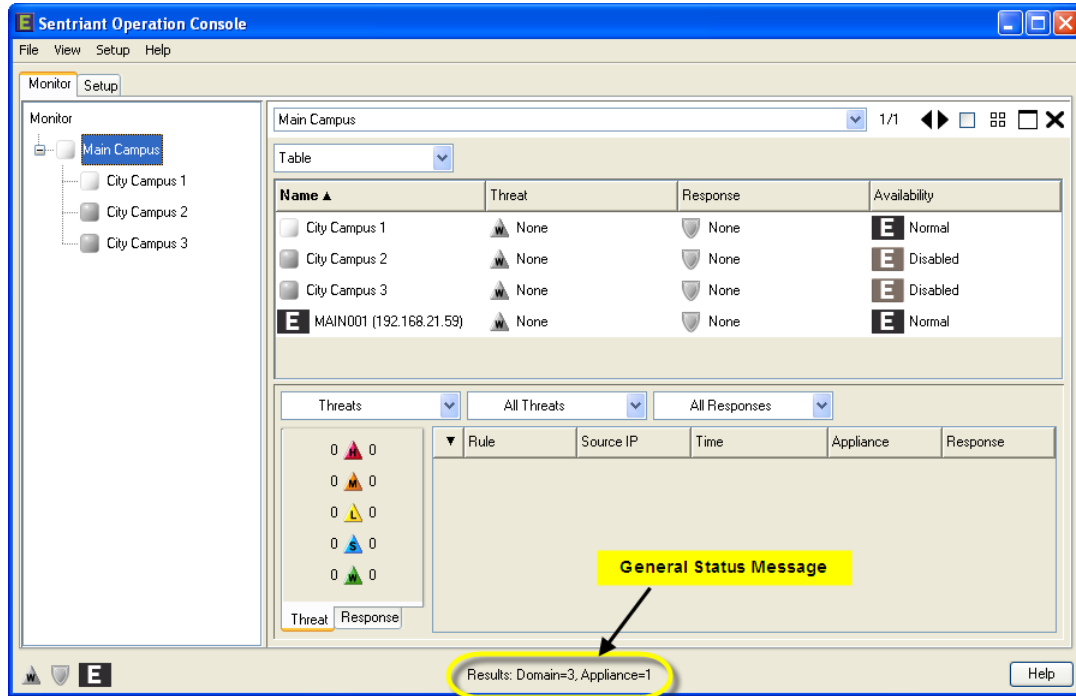 E Sentriant Operation Console
File View Setup Help
Monitor Setup
Monitor
Main Campus
City Campus 1
City Campus 2
City Campus 3
Main Campus 1/1
Table
Name Threat Response Availability
City Campus 1 W None None E Normal
City Campus 2 W None None E Disabled
City Campus 3 W None None E Disabled
E MAIN001 (192.168.21.59) W None None E Normal
Threats All Threats All Responses
Rule Source IP Time Appliance Response
0 H 0
0 M 0
0 L 0
0 S 0
0 W 0
General Status Message
Threat Response
W E Results: Domain=3, Appliance=1 Help